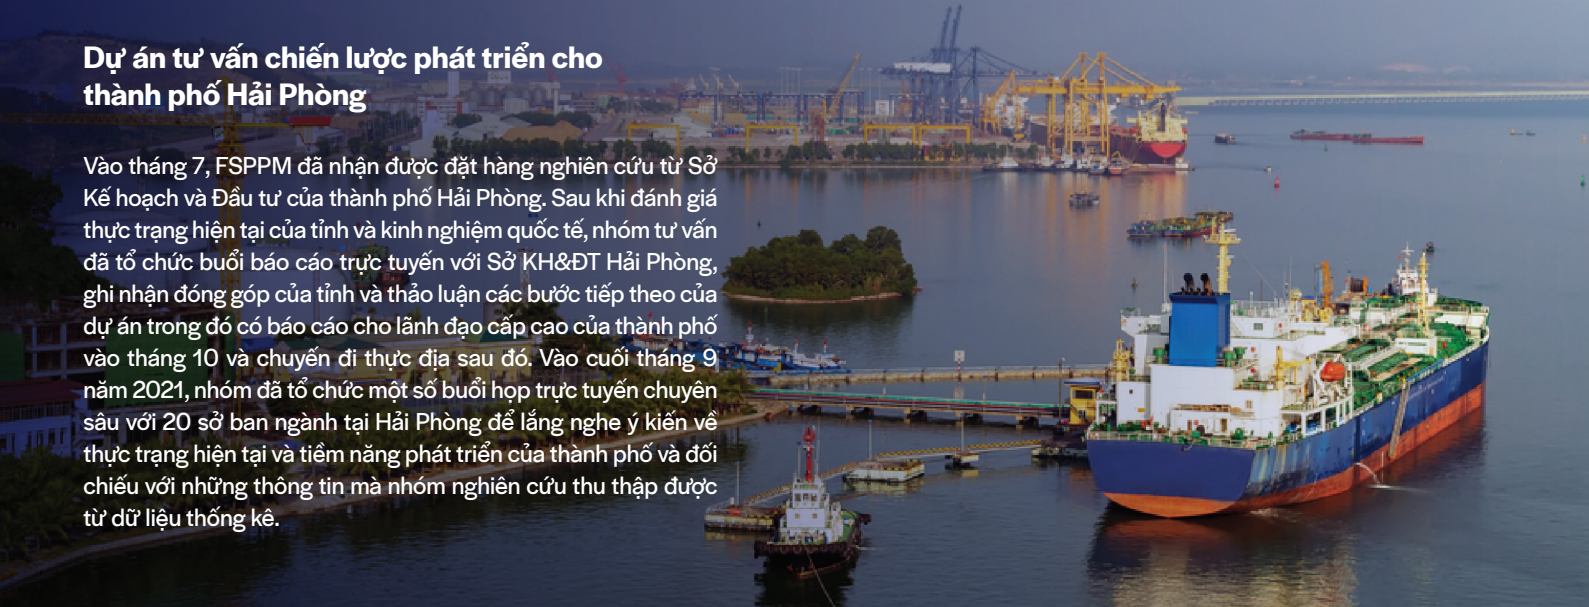 Dự án tư vấn chiến lược phát triển cho
thành phố Hải Phòng
Vào tháng 7, FSPPM đã nhận được đặt hàng nghiên cứu từ Sở
Kế hoạch và Đầu tư của thành phố Hải Phòng. Sau khi đánh giá
thực trạng hiện tại của tỉnh và kinh nghiệm quốc tế, nhóm tư vấn
đã tổ chức buổi báo cáo trực tuyến với Sở KH&ĐT Hải Phòng,
ghi nhận đóng góp của tỉnh và thảo luận các bước tiếp theo của
dự án trong đó có báo cáo cho lãnh đạo cấp cao của thành phố
vào tháng 10 và chuyến đi thực địa sau đó. Vào cuối tháng 9
năm 2021, nhóm đã tổ chức một số buổi họp trực tuyến chuyên
sâu với 20 sở ban ngành tại Hải Phòng để lắng nghe ý kiến về
thực trạng hiện tại và tiềm năng phát triển của thành phố và đối
chiếu với những thông tin mà nhóm nghiên cứu thu thập được
từ dữ liệu thống kê.